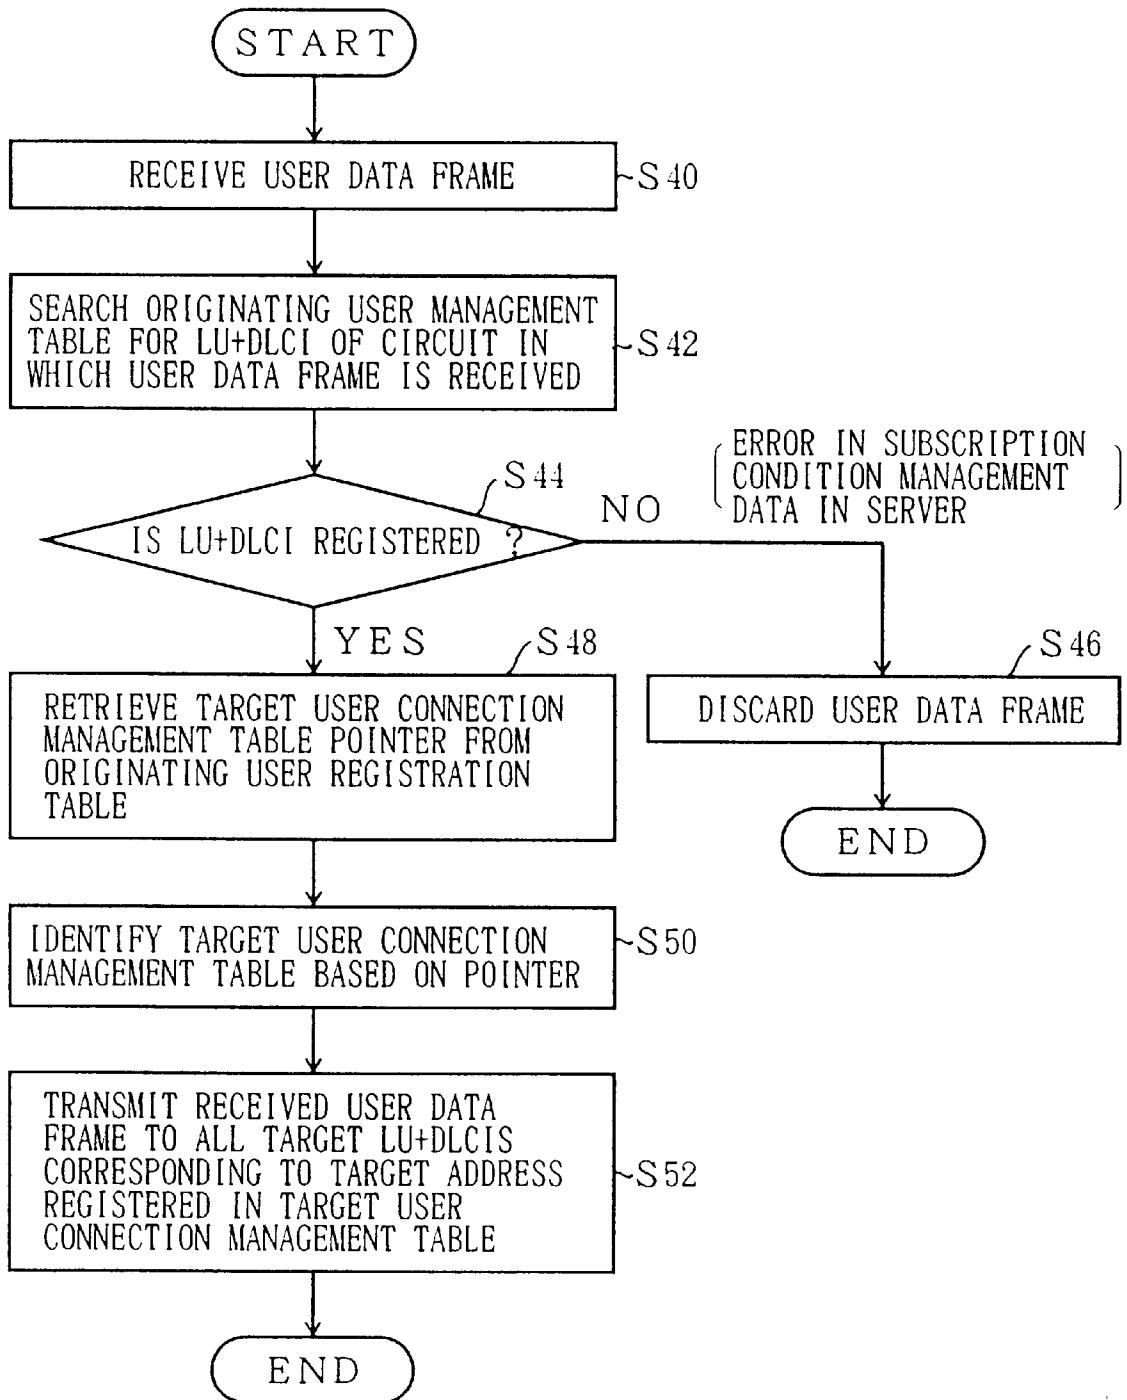 START
RECEIVE USER DATA FRAME
S40
SEARCH ORIGINATING USER MANAGEMENT
TABLE FOR LU+DLCI OF CIRCUIT IN
WHICH USER DATA FRAME IS RECEIVED
S42
S44
IS LU+DLCI REGISTERED ?
NO
ERROR IN SUBSCRIPTION
CONDITION MANAGEMENT
DATA IN SERVER
YES
S48
RETRIEVE TARGET USER CONNECTION
MANAGEMENT TABLE POINTER FROM
ORIGINATING USER REGISTRATION
TABLE
S46
DISCARD USER DATA FRAME
END
IDENTIFY TARGET USER CONNECTION
MANAGEMENT TABLE BASED ON POINTER
S50
TRANSMIT RECEIVED USER DATA
FRAME TO ALL TARGET LU+DLCIS
CORRESPONDING TO TARGET ADDRESS
REGISTERED IN TARGET USER
CONNECTION MANAGEMENT TABLE
S52
END